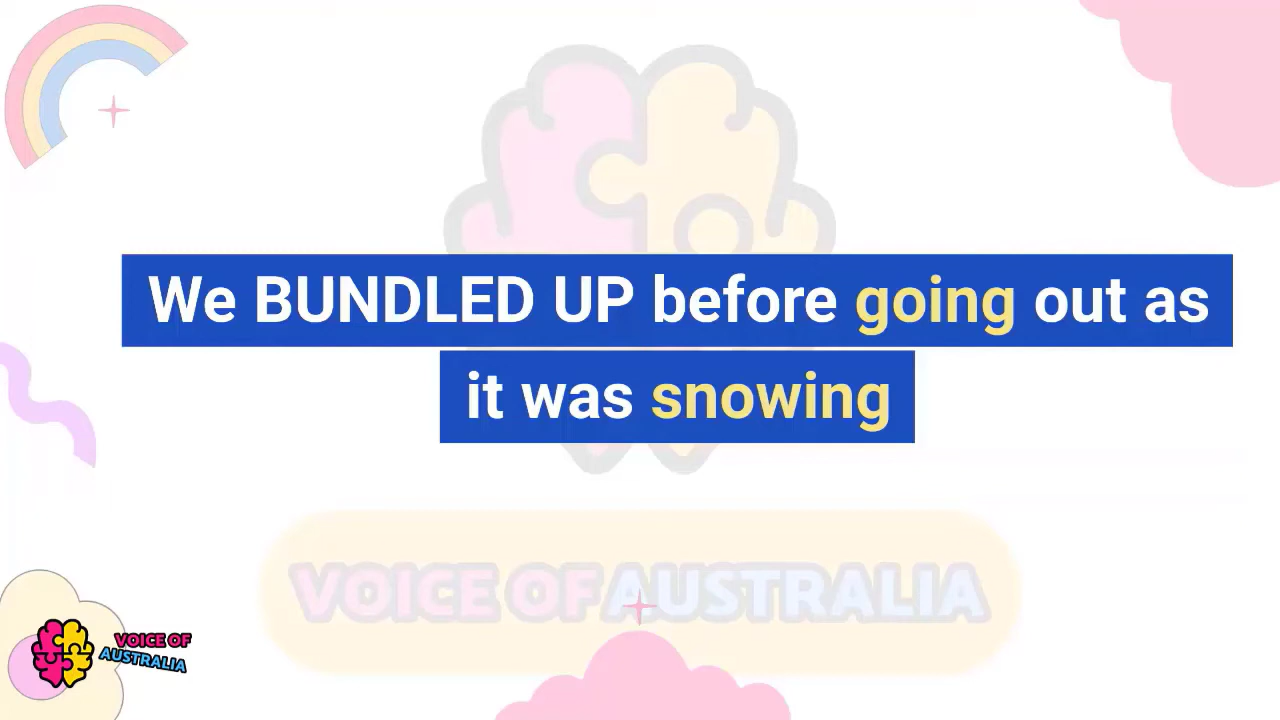 We BUNDLED UP before going out as
it was snowing
VOICE OF AUSTRALIA
VOICE OF
AUSTRALIA